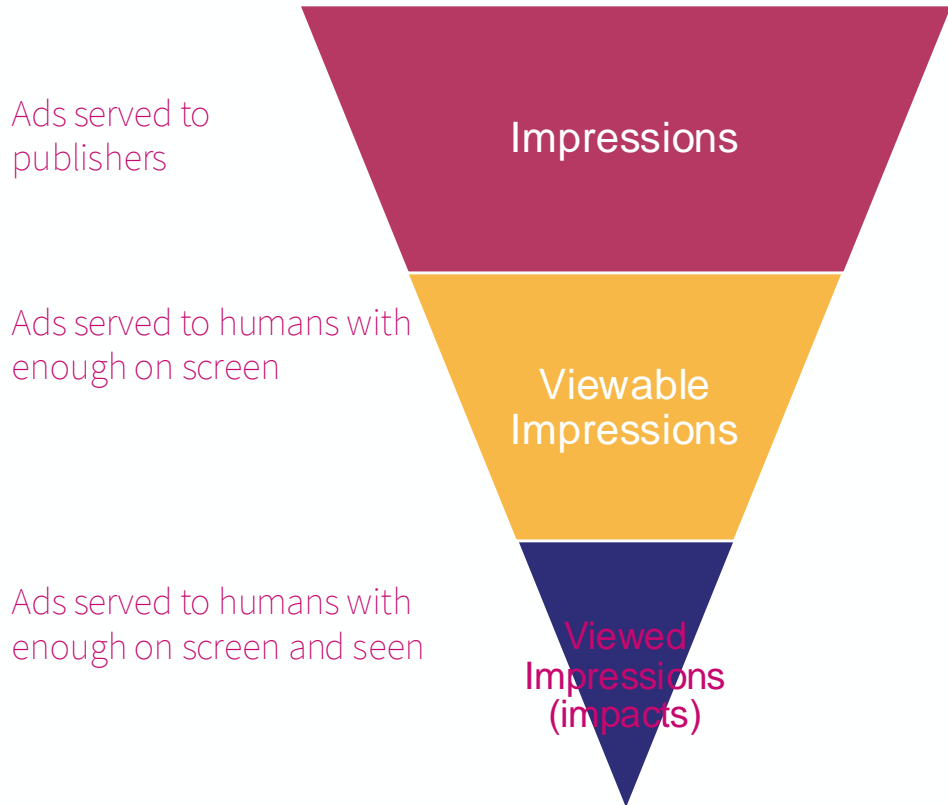 Ads served to
publishers
Impressions
Ads served to humans with
enough on screen
Viewable
Impressions
Ads served to humans with
enough on screen and seen
Viewed
Impressions
(impacts)